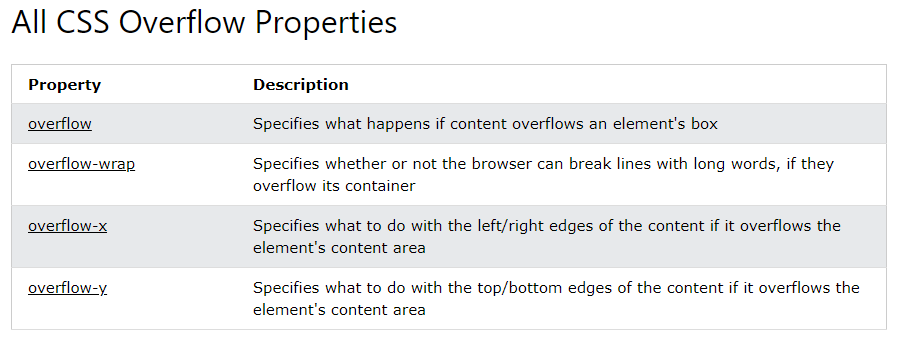 All CSS Overflow Properties
Property Description
overflow Specifies what happens if content overflows an element's box
overflow-wrap Specifies whether or not the browser can break lines with long words, if they
overflow its container
overflow-x Specifies what to do with the left/right edges of the content if it overflows the
element's content area
overflow-y Specifies what to do with the top/bottom edges of the content if it overflows the
element's content area